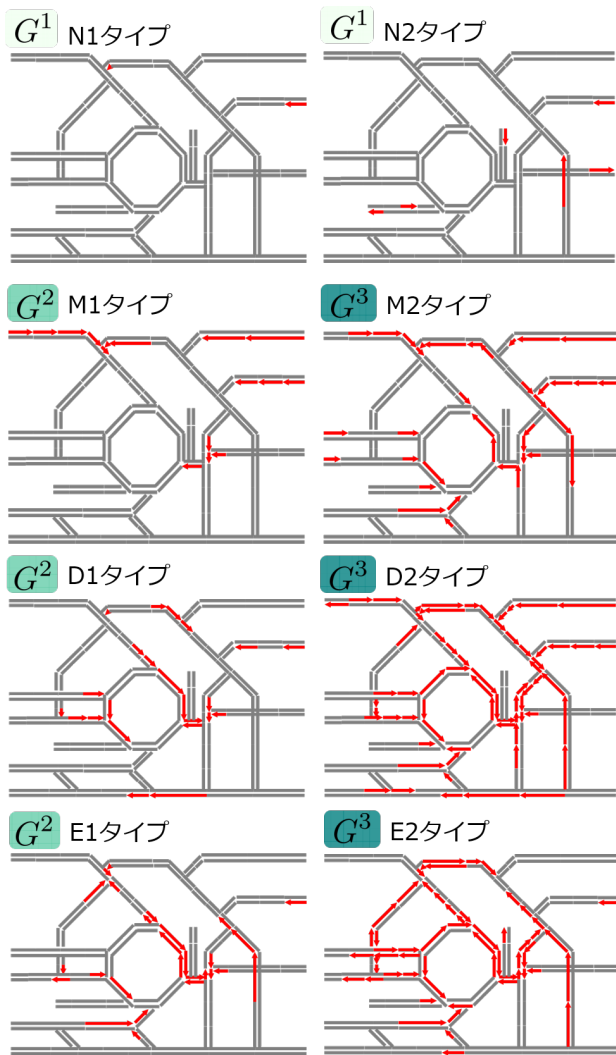 G¹ N1タイプ
G¹ N2タイプ
G² M1タイプ
G³ M2タイプ
G² D1タイプ
G³ D2タイプ
G² E1タイプ
G³ E2タイプ